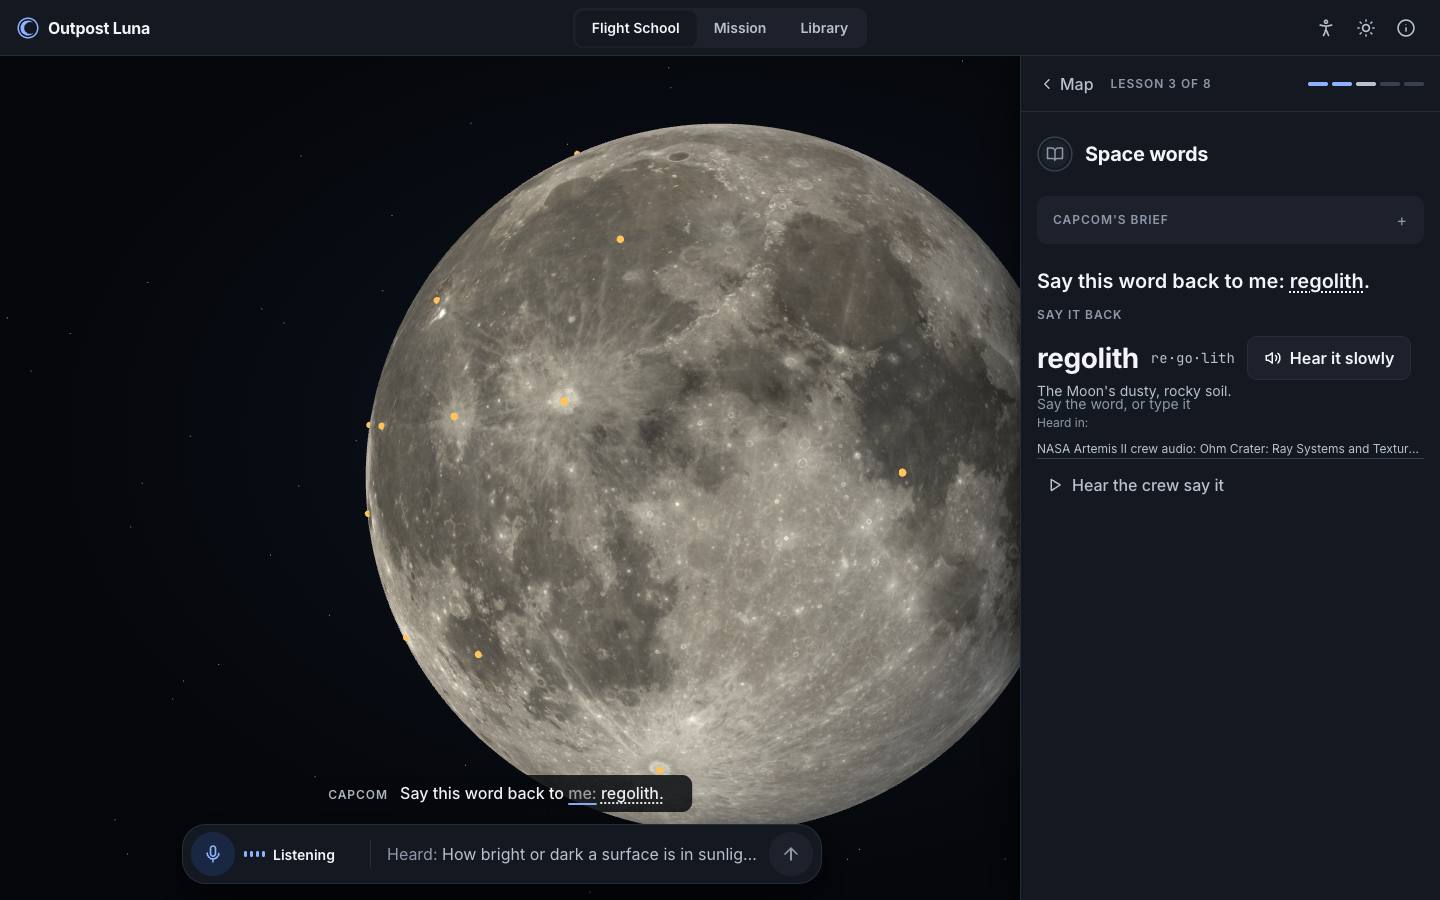 Outpost Luna
Flight School Mission Library
Map LESSON 3 OF 8
Space words
CAPCOM'S BRIEF +
Say this word back to me: regolith.
SAY IT BACK
regolith re·go·lith Hear it slowly
The Moon's dusty, rocky soil.
Say the word, or type it
Heard in:
NASA Artemis II crew audio: Ohm Crater: Ray Systems and Textur...
Hear the crew say it
CAPCOM Say this word back to me: regolith.
Listening Heard: How bright or dark a surface is in sunlig...